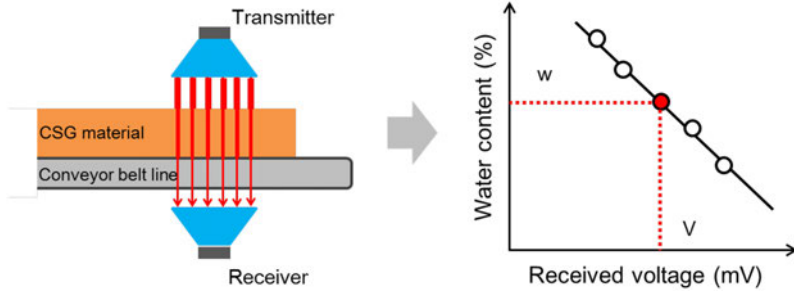 Transmitter
CSG material
Conveyor belt line
Receiver
Water content (%)
w
V
Received voltage (mV)